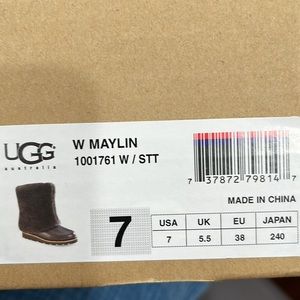 UGG
australia
W MAYLIN
1001761 W / STT
7 37872 79814 7
MADE IN CHINA
7
USA UK EU JAPAN
7 5.5 38 240